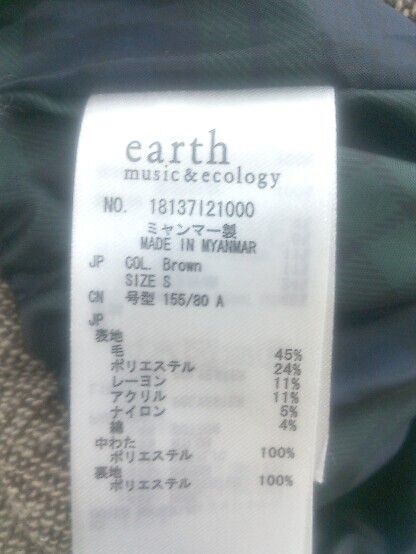 earth
music&ecology
NO. 18137I21000
ミャンマー製
MADE IN MYANMAR
JP COL. Brown
SIZE S
CN 号型 155/80 A
JP
表地
毛 45%
ポリエステル 24%
レーヨン 11%
アクリル 11%
ナイロン 5%
綿 4%
中わた
ポリエステル 100%
裏地
ポリエステル 100%